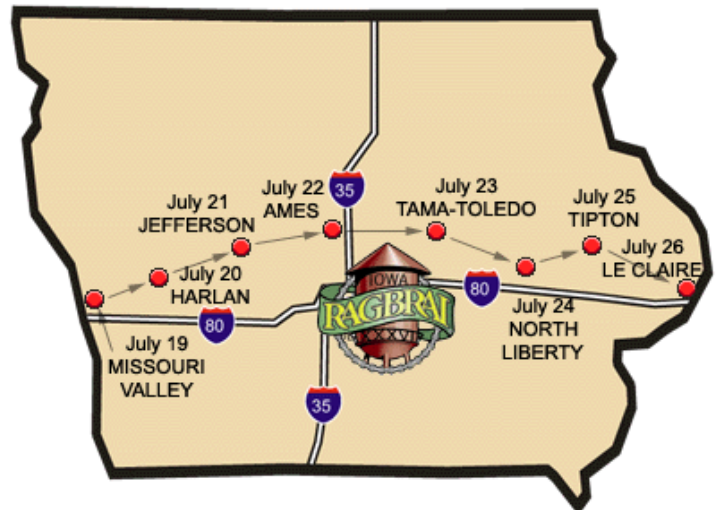 July 21
JEFFERSON
July 22
AMES
35
July 23
TAMA-TOLEDO
July 25
TIPTON
July 26
LE CLAIRE
July 20
HARLAN
IOWA
RAGBRAI
80
80
July 24
NORTH
LIBERTY
July 19
MISSOURI
VALLEY
35